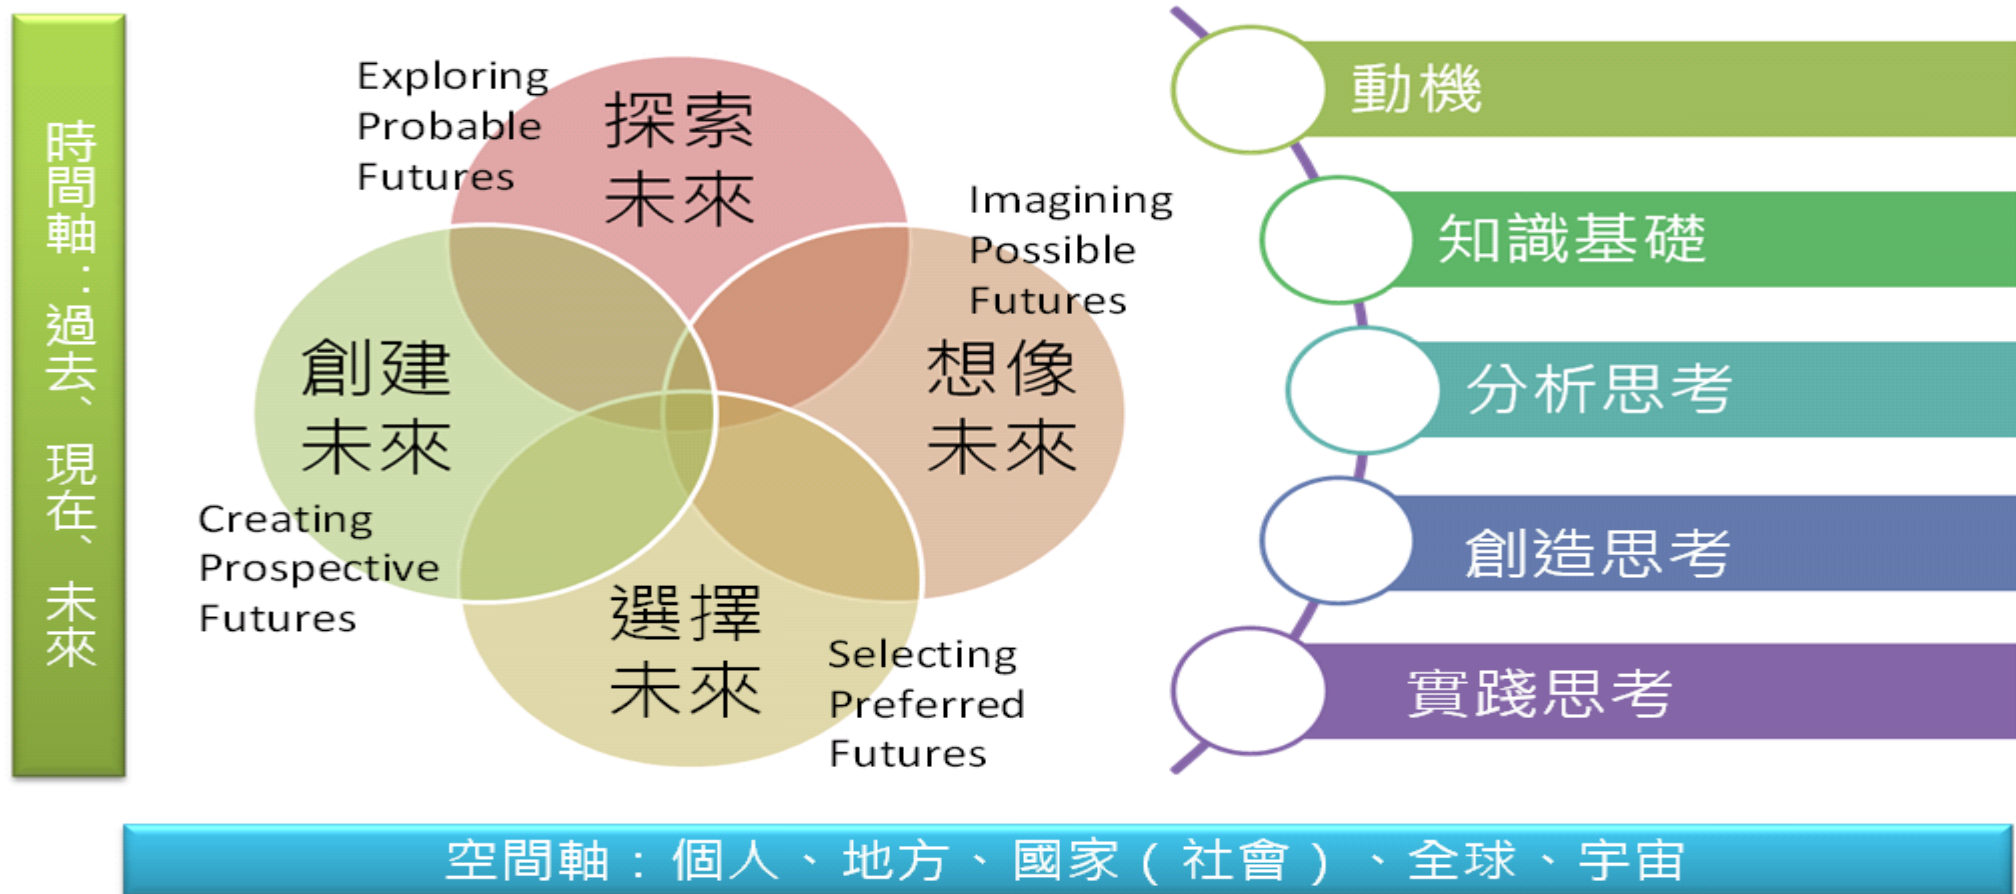 時間軸：過去、現在、未來
Exploring
Probable
Futures
探索
未來
Imagining
Possible
Futures
想像
未來
創建
未來
Creating
Prospective
Futures
選擇
未來
Selecting
Preferred
Futures
動機
知識基礎
分析思考
創造思考
實踐思考
空間軸：個人、地方、國家（社會）、全球、宇宙